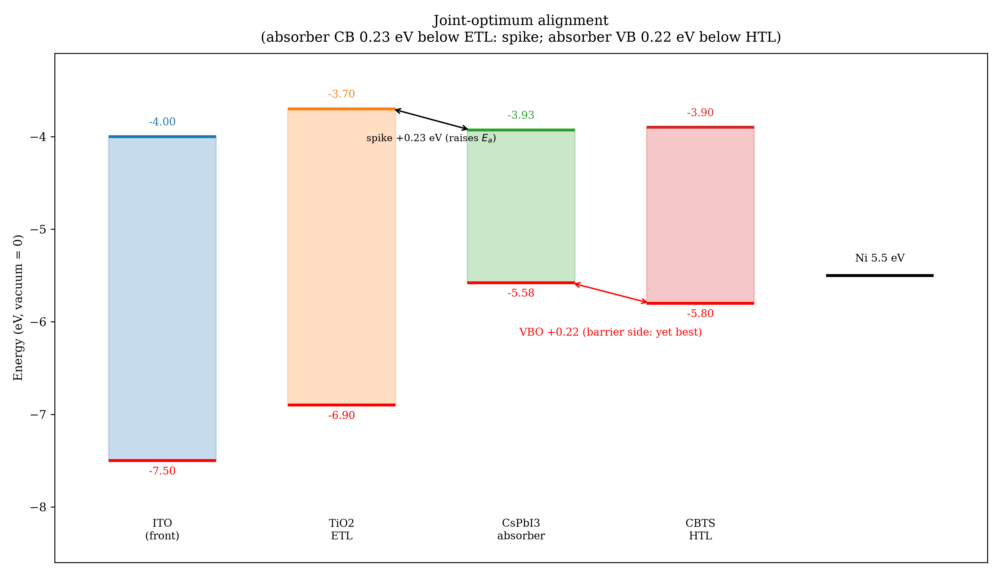 Joint-optimum alignment
(absorber CB 0.23 eV below ETL: spike; absorber VB 0.22 eV below HTL)
Energy (eV, vacuum = 0)
−4
−5
−6
−7
−8
-4.00
-7.50
ITO
(front)
-3.70
-6.90
TiO2
ETL
spike +0.23 eV (raises Eₐ)
-3.93
-5.58
CsPbI3
absorber
-3.90
-5.80
VBO +0.22 (barrier side: yet best)
CBTS
HTL
Ni 5.5 eV